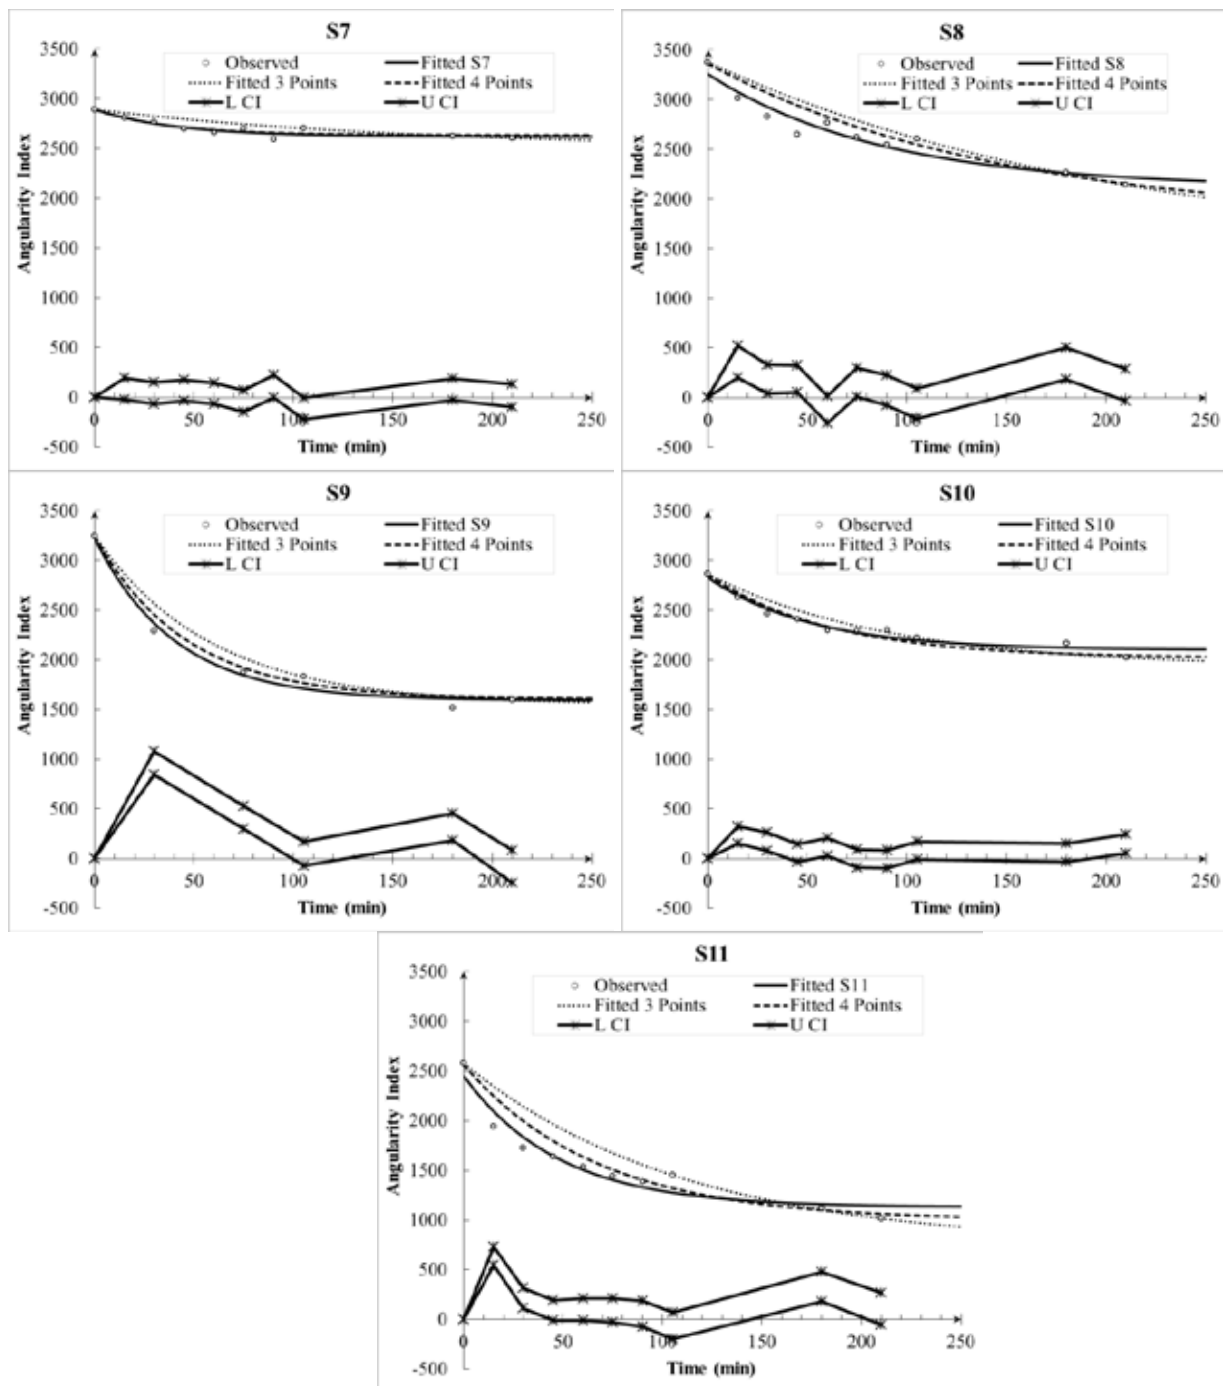 S7
3500
3000
2500
2000
1500
1000
500
0
-500
Angularity Index
Observed
Fitted S7
Fitted 3 Points
Fitted 4 Points
L CI
U CI
0
50
100
150
200
250
Time (min)
S8
3500
3000
2500
2000
1500
1000
500
0
-500
Angularity Index
Observed
Fitted S8
Fitted 3 Points
Fitted 4 Points
L CI
U CI
0
50
100
150
200
250
Time (min)
S9
3500
3000
2500
2000
1500
1000
500
0
-500
Angularity Index
Observed
Fitted S9
Fitted 3 Points
Fitted 4 Points
L CI
U CI
0
50
100
150
200
250
Time (min)
S10
3500
3000
2500
2000
1500
1000
500
0
-500
Angularity Index
Observed
Fitted S10
Fitted 3 Points
Fitted 4 Points
L CI
U CI
0
50
100
150
200
250
Time (min)
S11
3500
3000
2500
2000
1500
1000
500
0
-500
Angularity Index
Observed
Fitted S11
Fitted 3 Points
Fitted 4 Points
L CI
U CI
0
50
100
150
200
250
Time (min)